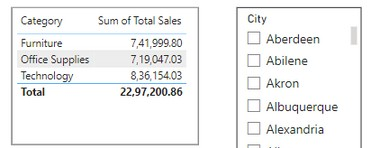 Category Sum of Total Sales
Furniture 7,41,999.80
Office Supplies 7,19,047.03
Technology 8,36,154.03
Total 22,97,200.86
City
Aberdeen
Abilene
Akron
Albuquerque
Alexandria